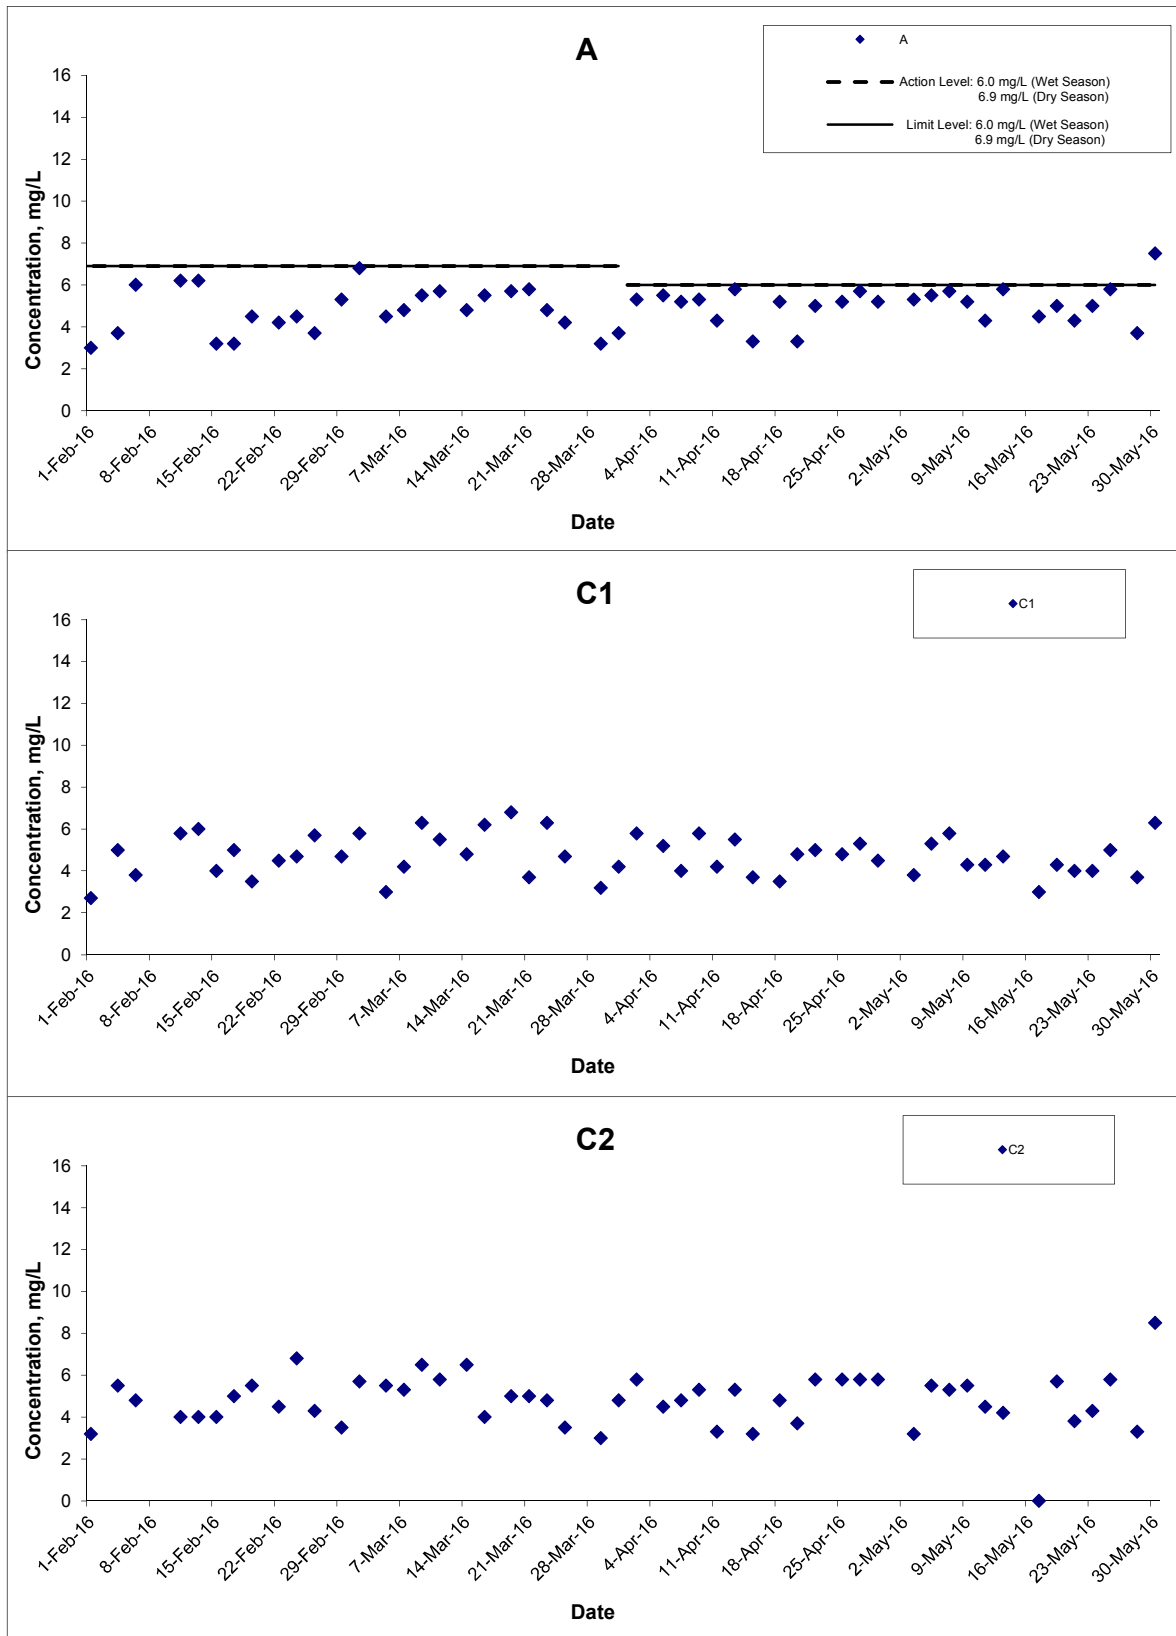 A
A
Action Level: 6.0 mg/L (Wet Season)
6.9 mg/L (Dry Season)
Limit Level: 6.0 mg/L (Wet Season)
6.9 mg/L (Dry Season)
Concentration, mg/L
16
14
12
10
8
6
4
2
0
1-Feb-16
8-Feb-16
15-Feb-16
22-Feb-16
29-Feb-16
7-Mar-16
14-Mar-16
21-Mar-16
28-Mar-16
4-Apr-16
11-Apr-16
18-Apr-16
25-Apr-16
2-May-16
9-May-16
16-May-16
23-May-16
30-May-16
Date
C1
C1
Concentration, mg/L
16
14
12
10
8
6
4
2
0
1-Feb-16
8-Feb-16
15-Feb-16
22-Feb-16
29-Feb-16
7-Mar-16
14-Mar-16
21-Mar-16
28-Mar-16
4-Apr-16
11-Apr-16
18-Apr-16
25-Apr-16
2-May-16
9-May-16
16-May-16
23-May-16
30-May-16
Date
C2
C2
Concentration, mg/L
16
14
12
10
8
6
4
2
0
1-Feb-16
8-Feb-16
15-Feb-16
22-Feb-16
29-Feb-16
7-Mar-16
14-Mar-16
21-Mar-16
28-Mar-16
4-Apr-16
11-Apr-16
18-Apr-16
25-Apr-16
2-May-16
9-May-16
16-May-16
23-May-16
30-May-16
Date